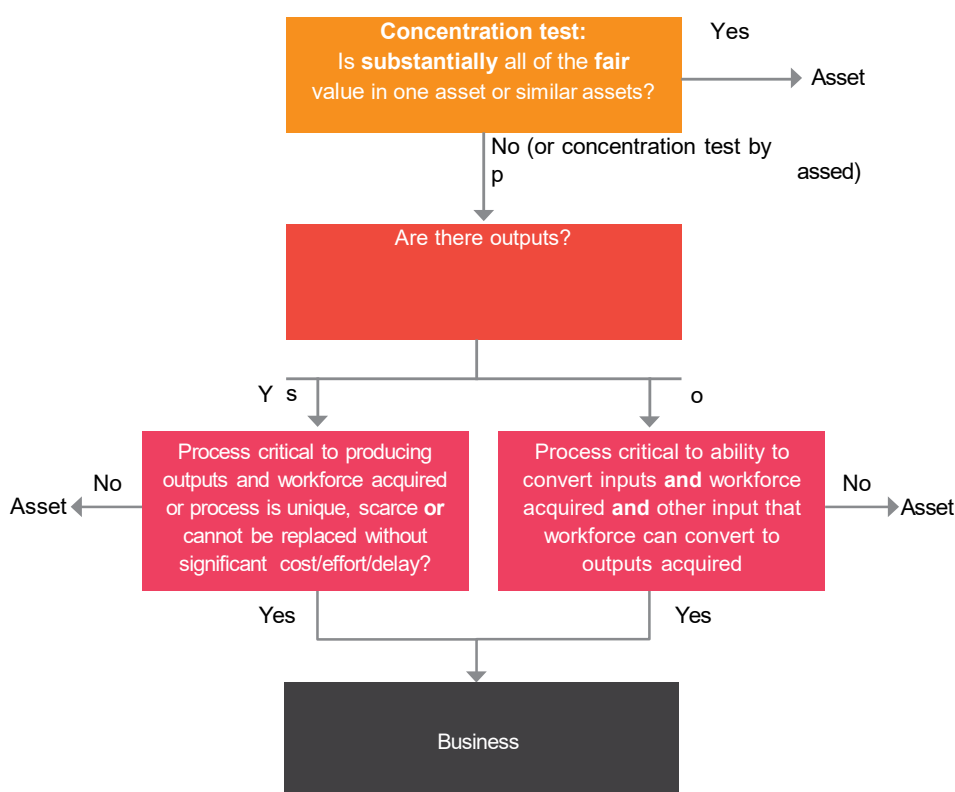 Concentration test:
Yes
Is substantially all of the fair
value in one asset or similar assets?
Asset
No (or concentration test by
p assed)
Are there outputs?
Y s
o
Process critical to producing
outputs and workforce acquired
or process is unique, scarce or
cannot be replaced without
significant cost/effort/delay?
No
Asset
Process critical to ability to
convert inputs and workforce
acquired and other input that
workforce can convert to
outputs acquired
No
Asset
Yes
Yes
Business